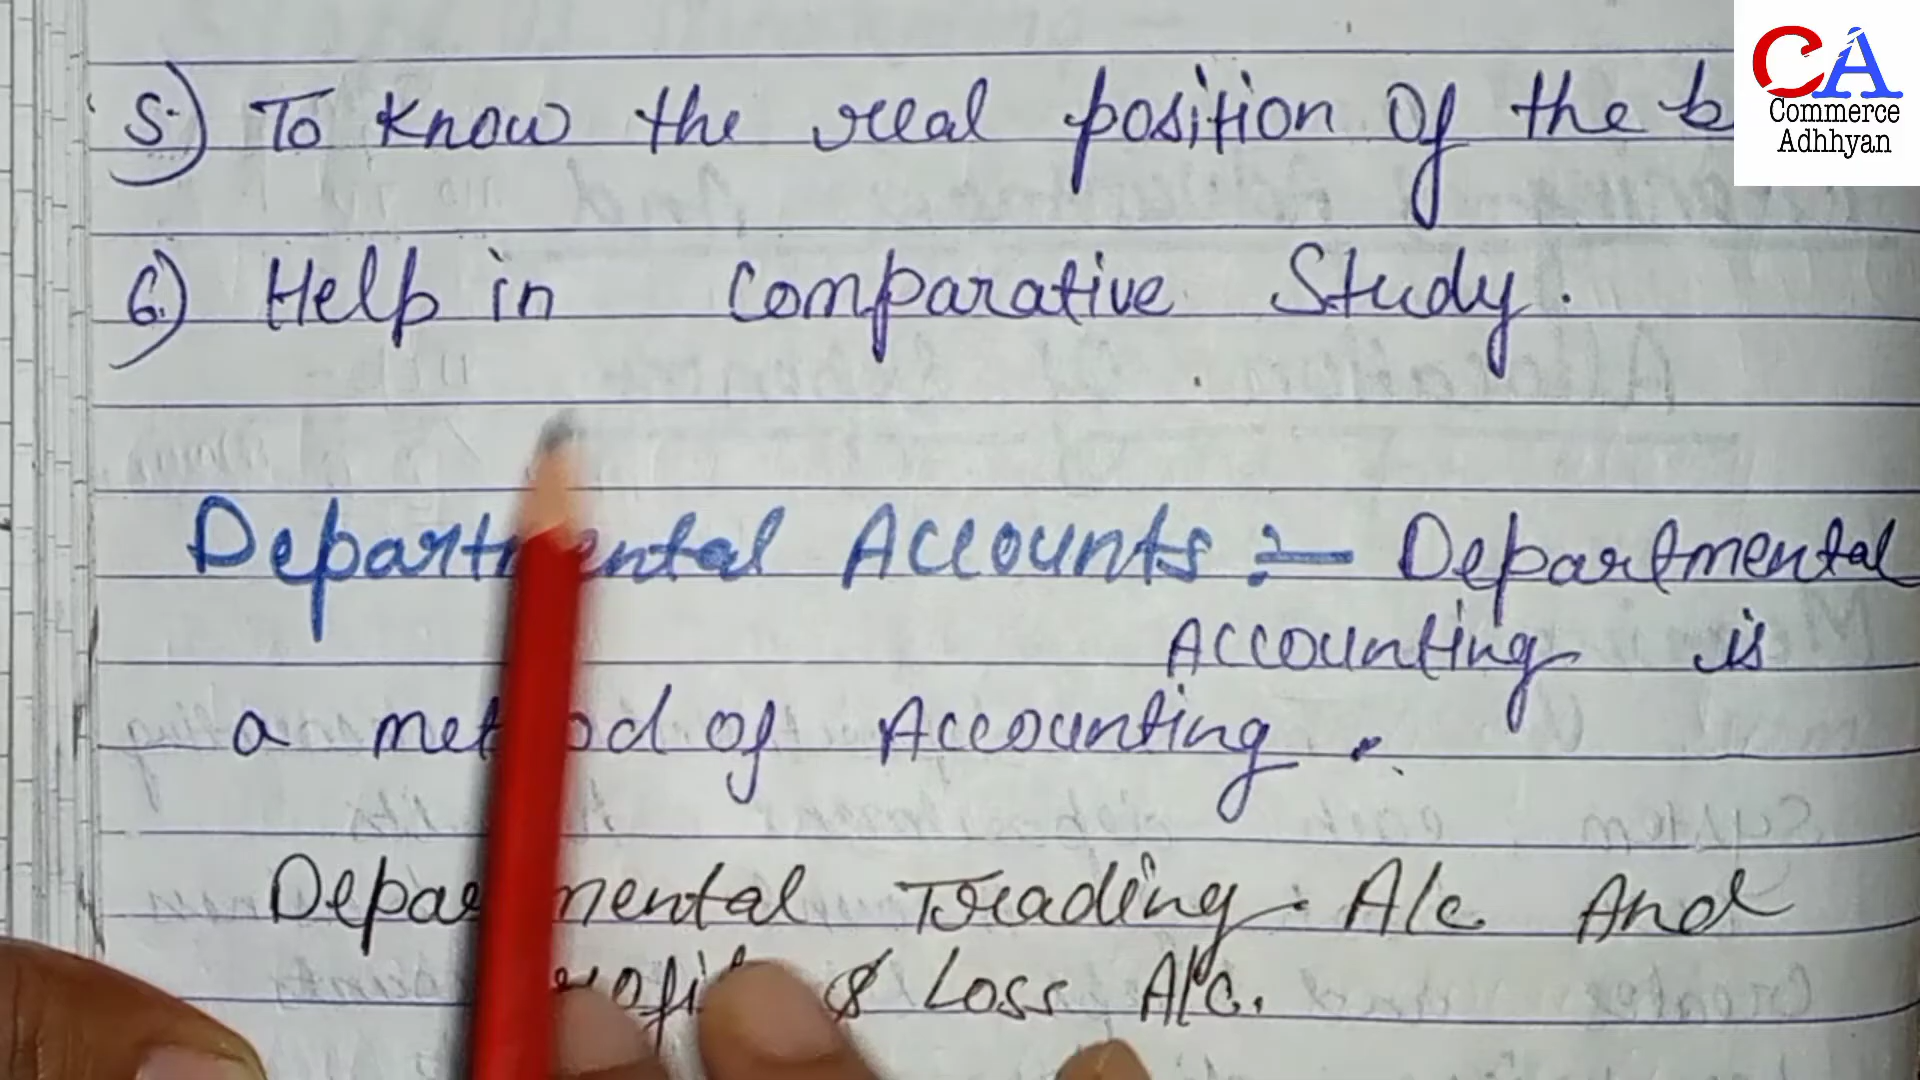 5.) To Know the real position Of the b
6.) Help in Comparative Study.
Departmental Accounts :- Departmental
Accounting is
a method of Accounting.
Departmental Trading A/c. And
Profit & Loss A/c.
CA
Commerce
Adhhyan